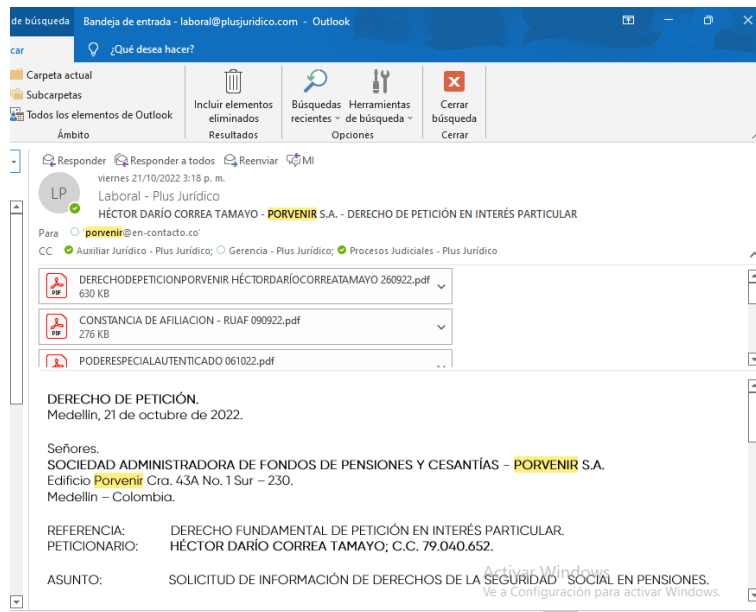 de búsqueda Bandeja de entrada - laboral@plusjuridico.com - Outlook
car ¿Qué desea hacer?
Carpeta actual
Subcarpetas
Todos los elementos de Outlook
Ámbito
Incluir elementos eliminados
Resultados
Búsquedas recientes
Herramientas de búsqueda
Opciones
Cerrar búsqueda
Cerrar
Responder Responder a todos Reenviar MI
viernes 21/10/2022 3:18 p. m.
LP
Laboral - Plus Jurídico
HÉCTOR DARÍO CORREA TAMAYO - PORVENIR S.A. - DERECHO DE PETICIÓN EN INTERÉS PARTICULAR
Para 'porvenir@en-contacto.co'
CC Auxiliar Jurídico - Plus Jurídico; Gerencia - Plus Jurídico; Procesos Judiciales - Plus Jurídico
DERECHODEPETICIONPORVENIR HÉCTORDARÍOCORREATAMAYO 260922.pdf
630 KB
CONSTANCIA DE AFILIACION - RUAF 090922.pdf
276 KB
PODERESPECIALAUTENTICADO 061022.pdf
DERECHO DE PETICIÓN.
Medellín, 21 de octubre de 2022.
Señores.
SOCIEDAD ADMINISTRADORA DE FONDOS DE PENSIONES Y CESANTÍAS – PORVENIR S.A.
Edificio Porvenir Cra. 43A No. 1 Sur – 230.
Medellín – Colombia.
REFERENCIA: DERECHO FUNDAMENTAL DE PETICIÓN EN INTERÉS PARTICULAR.
PETICIONARIO: HÉCTOR DARÍO CORREA TAMAYO; C.C. 79.040.652.
ASUNTO: SOLICITUD DE INFORMACIÓN DE DERECHOS DE LA SEGURIDAD SOCIAL EN PENSIONES.
Activar Windows
Ve a Configuración para activar Windows.